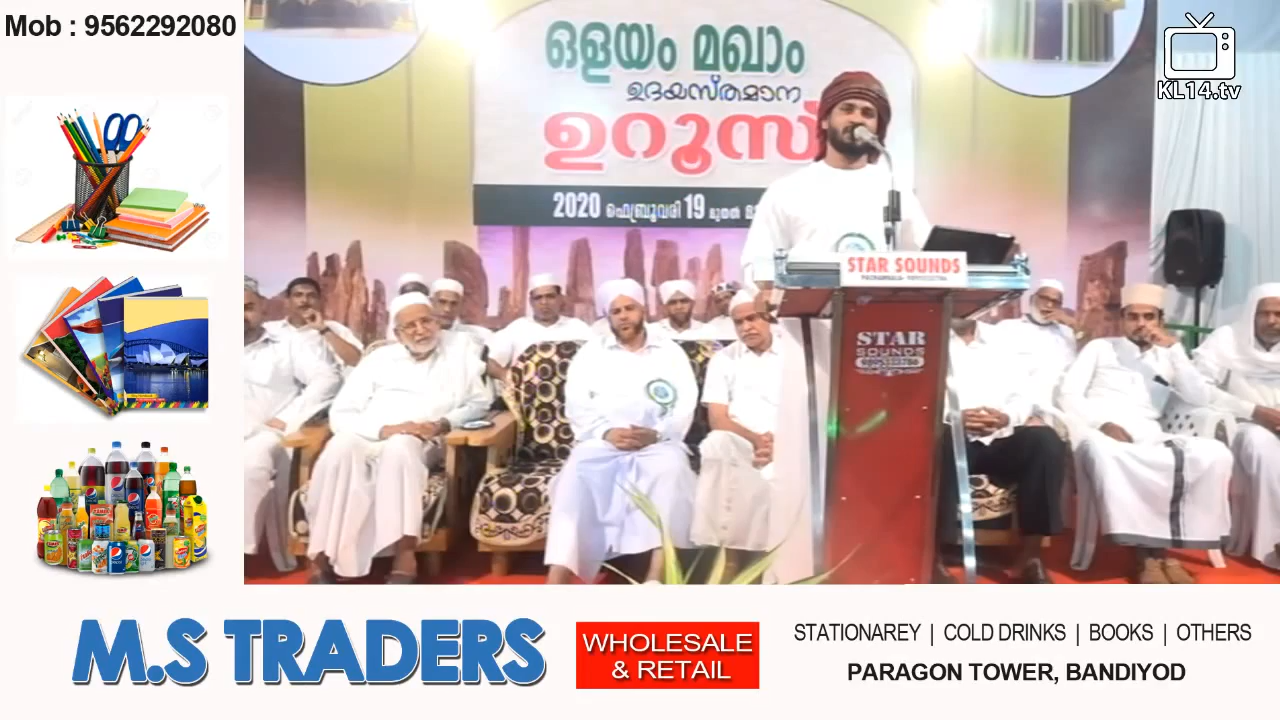 Mob : 9562292080
ഒളയം മഖാം
ഉദയസ്തമാന
ഉറൂസ്
2020 ഫെബ്രുവരി 19 മുതൽ
KL14.tv
STAR SOUNDS
STAR
SOUNDS
M.S TRADERS
WHOLESALE
& RETAIL
STATIONAREY | COLD DRINKS | BOOKS | OTHERS
PARAGON TOWER, BANDIYOD